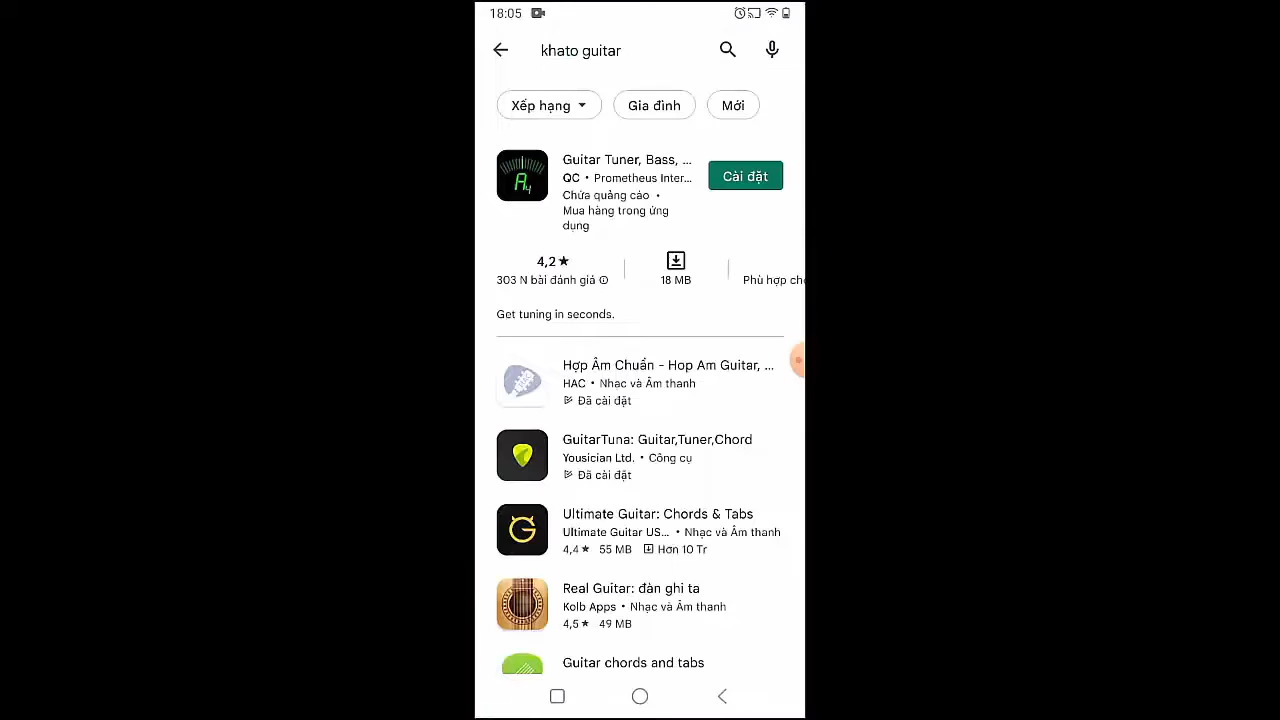 18:05
khato guitar
Xếp hạng
Gia đình
Mới
Guitar Tuner, Bass, ...
QC • Prometheus Inter...
Chứa quảng cáo •
Mua hàng trong ứng
dụng
Cài đặt
4,2★
303 N bài đánh giá
18 MB
Phù hợp cho
Get tuning in seconds.
Hợp Âm Chuẩn - Hop Am Guitar, ...
HAC • Nhạc và Âm thanh
Đã cài đặt
GuitarTuna: Guitar,Tuner,Chord
Yousician Ltd. • Công cụ
Đã cài đặt
Ultimate Guitar: Chords & Tabs
Ultimate Guitar US... • Nhạc và Âm thanh
4,4★ 55 MB Hơn 10 Tr
Real Guitar: đàn ghi ta
Kolb Apps • Nhạc và Âm thanh
4,5★ 49 MB
Guitar chords and tabs